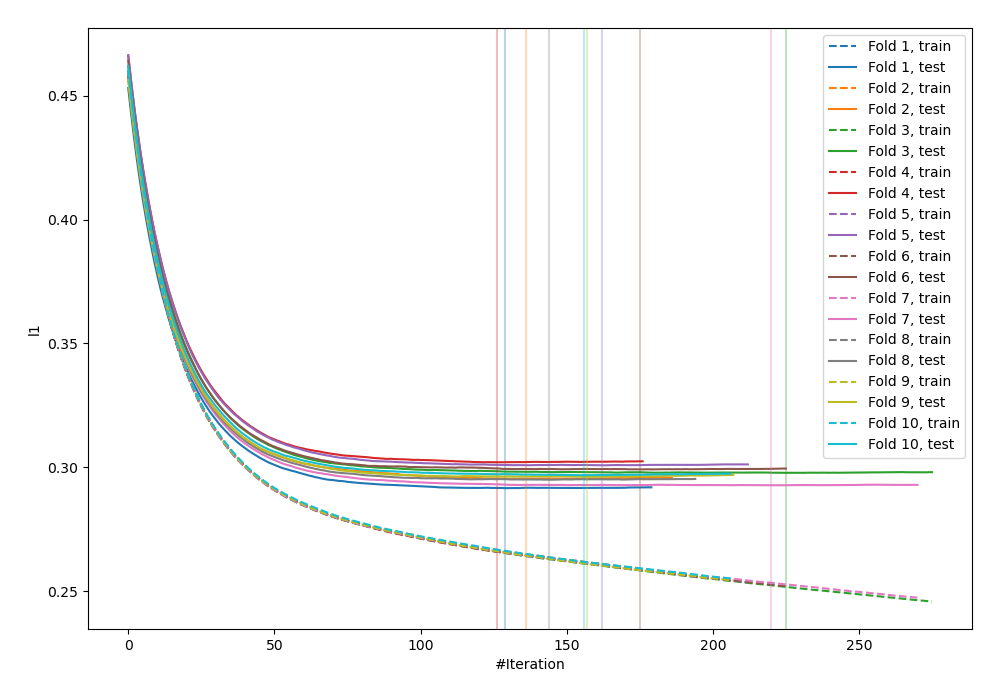 0.45
0.40
0.35
0.30
0.25
l1
0
50
100
150
200
250
#Iteration
Fold 1, train
Fold 1, test
Fold 2, train
Fold 2, test
Fold 3, train
Fold 3, test
Fold 4, train
Fold 4, test
Fold 5, train
Fold 5, test
Fold 6, train
Fold 6, test
Fold 7, train
Fold 7, test
Fold 8, train
Fold 8, test
Fold 9, train
Fold 9, test
Fold 10, train
Fold 10, test